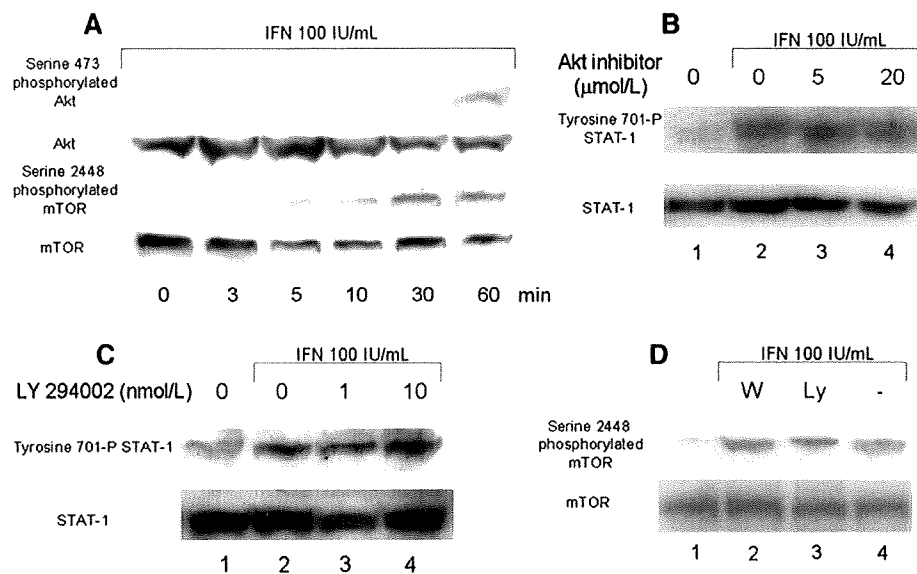 A
IFN 100 IU/mL
Serine 473
phosphorylated
Akt
Akt
Serine 2448
phosphorylated
mTOR
mTOR
0 3 5 10 30 60 min
B
IFN 100 IU/mL
Akt inhibitor
(μmol/L)
0 0 5 20
Tyrosine 701-P
STAT-1
STAT-1
1 2 3 4
C
IFN 100 IU/mL
LY 294002 (nmol/L) 0 0 1 10
Tyrosine 701-P STAT-1
STAT-1
1 2 3 4
D
IFN 100 IU/mL
W Ly -
Serine 2448
phosphorylated
mTOR
mTOR
1 2 3 4